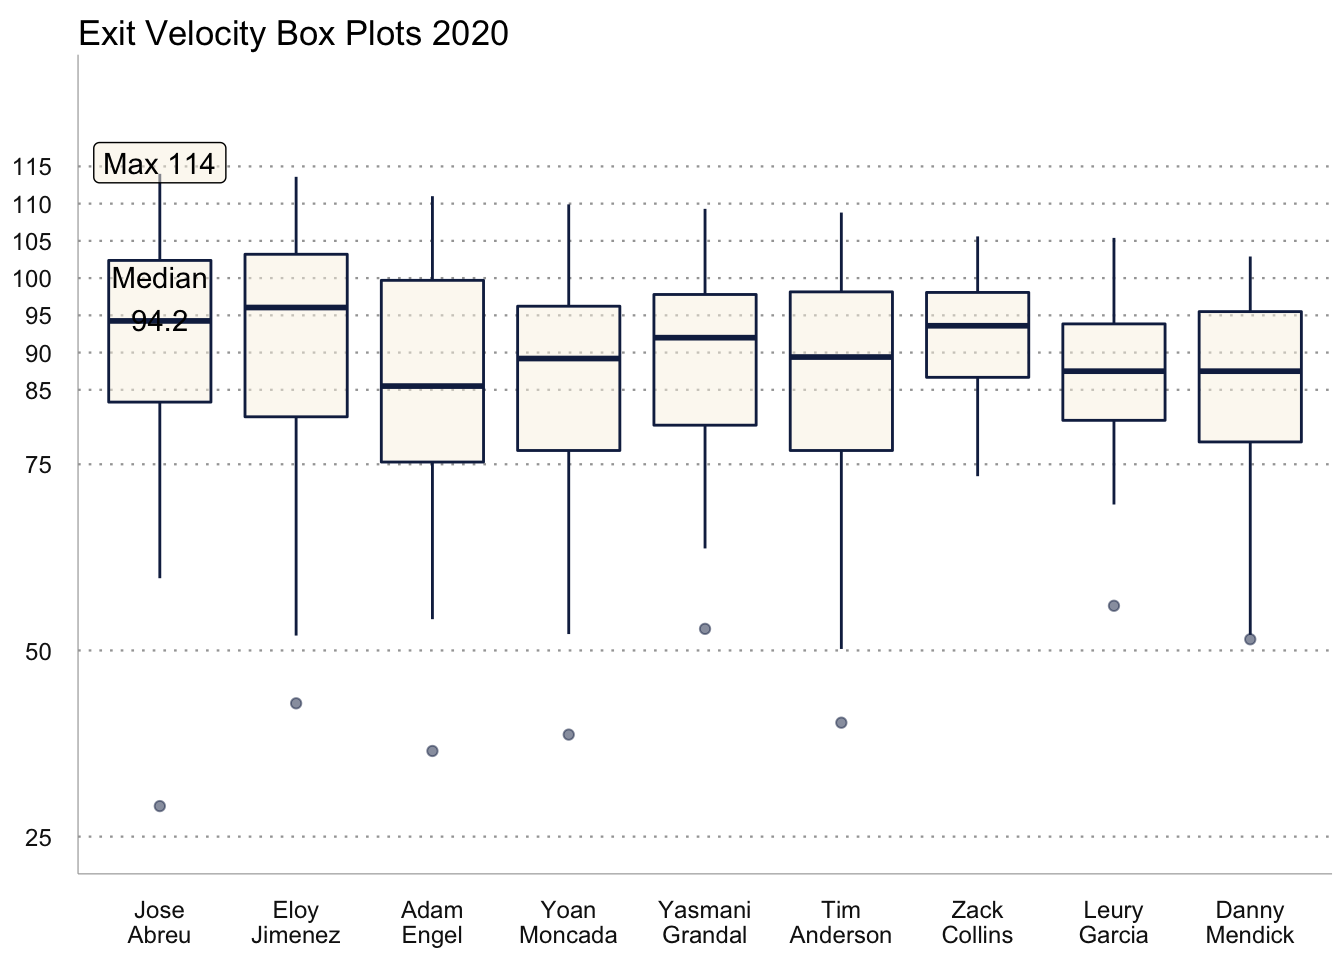 Exit Velocity Box Plots 2020
115
110
105
100
95
90
85
75
50
25
Max 114
Median
94.2
Jose
Abreu
Eloy
Jimenez
Adam
Engel
Yoan
Moncada
Yasmani
Grandal
Tim
Anderson
Zack
Collins
Leury
Garcia
Danny
Mendick